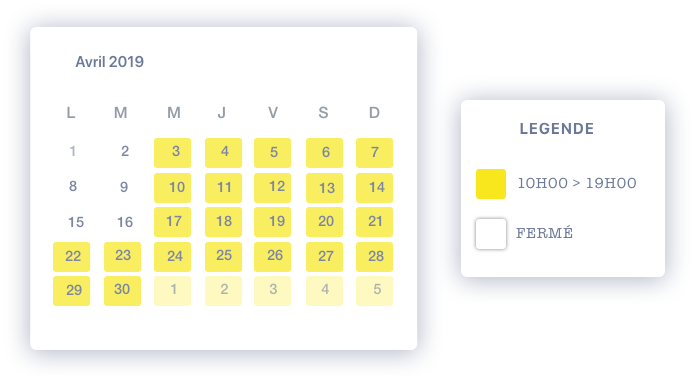 Avril 2019
L M M J V S D
1 2 3 4 5 6 7
8 9 10 11 12 13 14
15 16 17 18 19 20 21
22 23 24 25 26 27 28
29 30 1 2 3 4 5
LEGENDE
10H00 > 19H00
FERMÉ